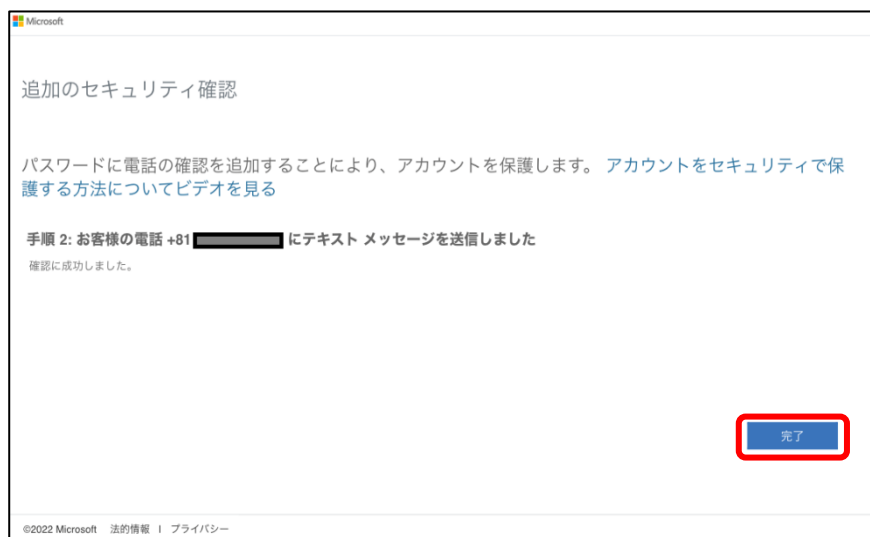 Microsoft
追加のセキュリティ確認
パスワードに電話の確認を追加することにより、アカウントを保護します。 アカウントをセキュリティで保
護する方法についてビデオを見る
手順 2: お客様の電話 +81 にテキスト メッセージを送信しました
確認に成功しました。
完了
©2022 Microsoft 法的情報 | プライバシー